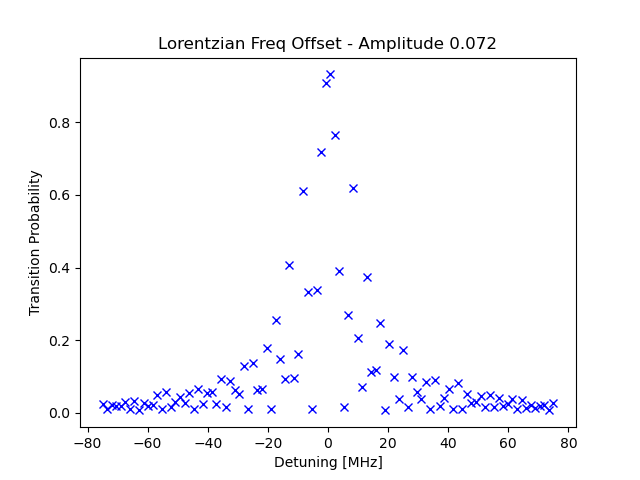 Lorentzian Freq Offset - Amplitude 0.072
Transition Probability
0.8
0.6
0.4
0.2
0.0
−80 −60 −40 −20 0 20 40 60 80
Detuning [MHz]